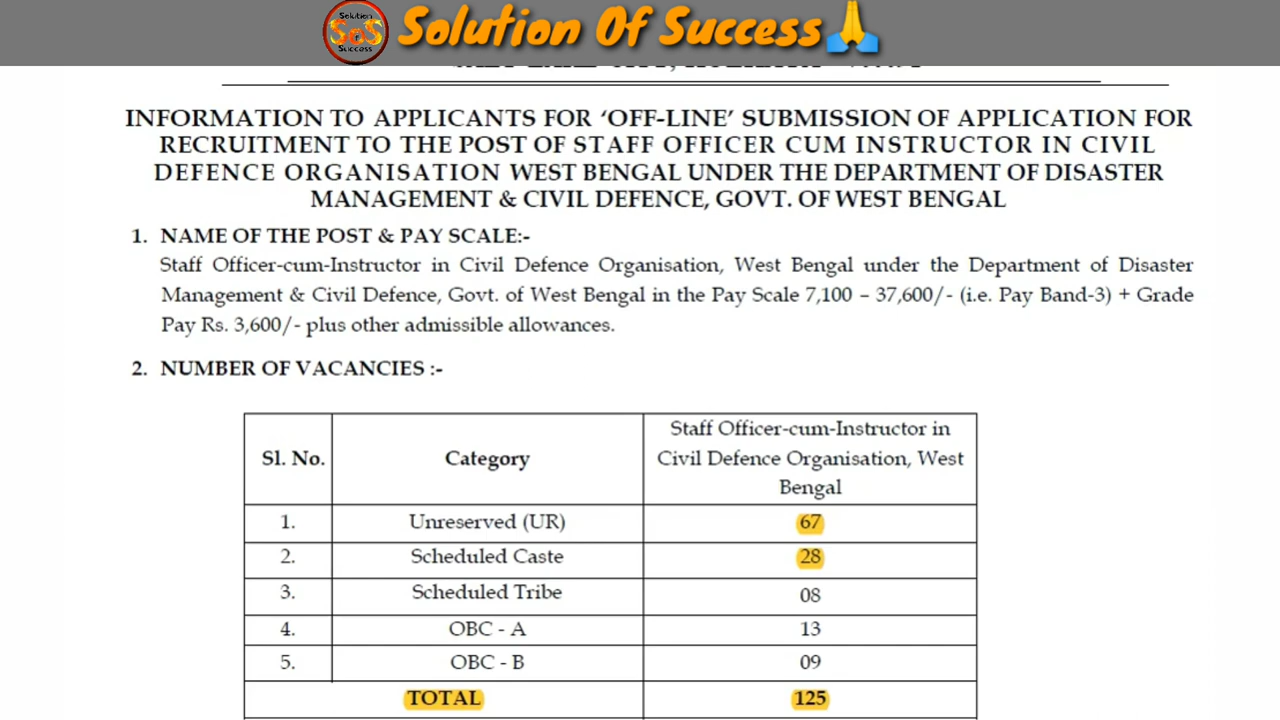 Solution
SOS
Success
Solution Of Success
INFORMATION TO APPLICANTS FOR ‘OFF-LINE’ SUBMISSION OF APPLICATION FOR
RECRUITMENT TO THE POST OF STAFF OFFICER CUM INSTRUCTOR IN CIVIL
DEFENCE ORGANISATION WEST BENGAL UNDER THE DEPARTMENT OF DISASTER
MANAGEMENT & CIVIL DEFENCE, GOVT. OF WEST BENGAL
1. NAME OF THE POST & PAY SCALE:-
Staff Officer-cum-Instructor in Civil Defence Organisation, West Bengal under the Department of Disaster
Management & Civil Defence, Govt. of West Bengal in the Pay Scale 7,100 – 37,600/- (i.e. Pay Band-3) + Grade
Pay Rs. 3,600/- plus other admissible allowances.
2. NUMBER OF VACANCIES :-
Sl. No. Category Staff Officer-cum-Instructor in
Civil Defence Organisation, West
Bengal
1. Unreserved (UR) 67
2. Scheduled Caste 28
3. Scheduled Tribe 08
4. OBC - A 13
5. OBC - B 09
TOTAL 125